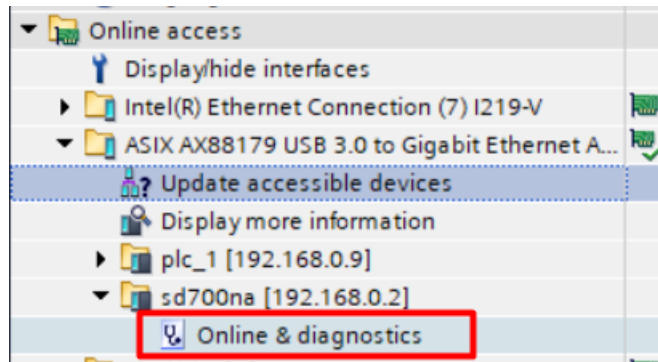 Online access
Display/hide interfaces
Intel(R) Ethernet Connection (7) I219-V
ASIX AX88179 USB 3.0 to Gigabit Ethernet A...
Update accessible devices
Display more information
plc_1 [192.168.0.9]
sd700na [192.168.0.2]
Online & diagnostics